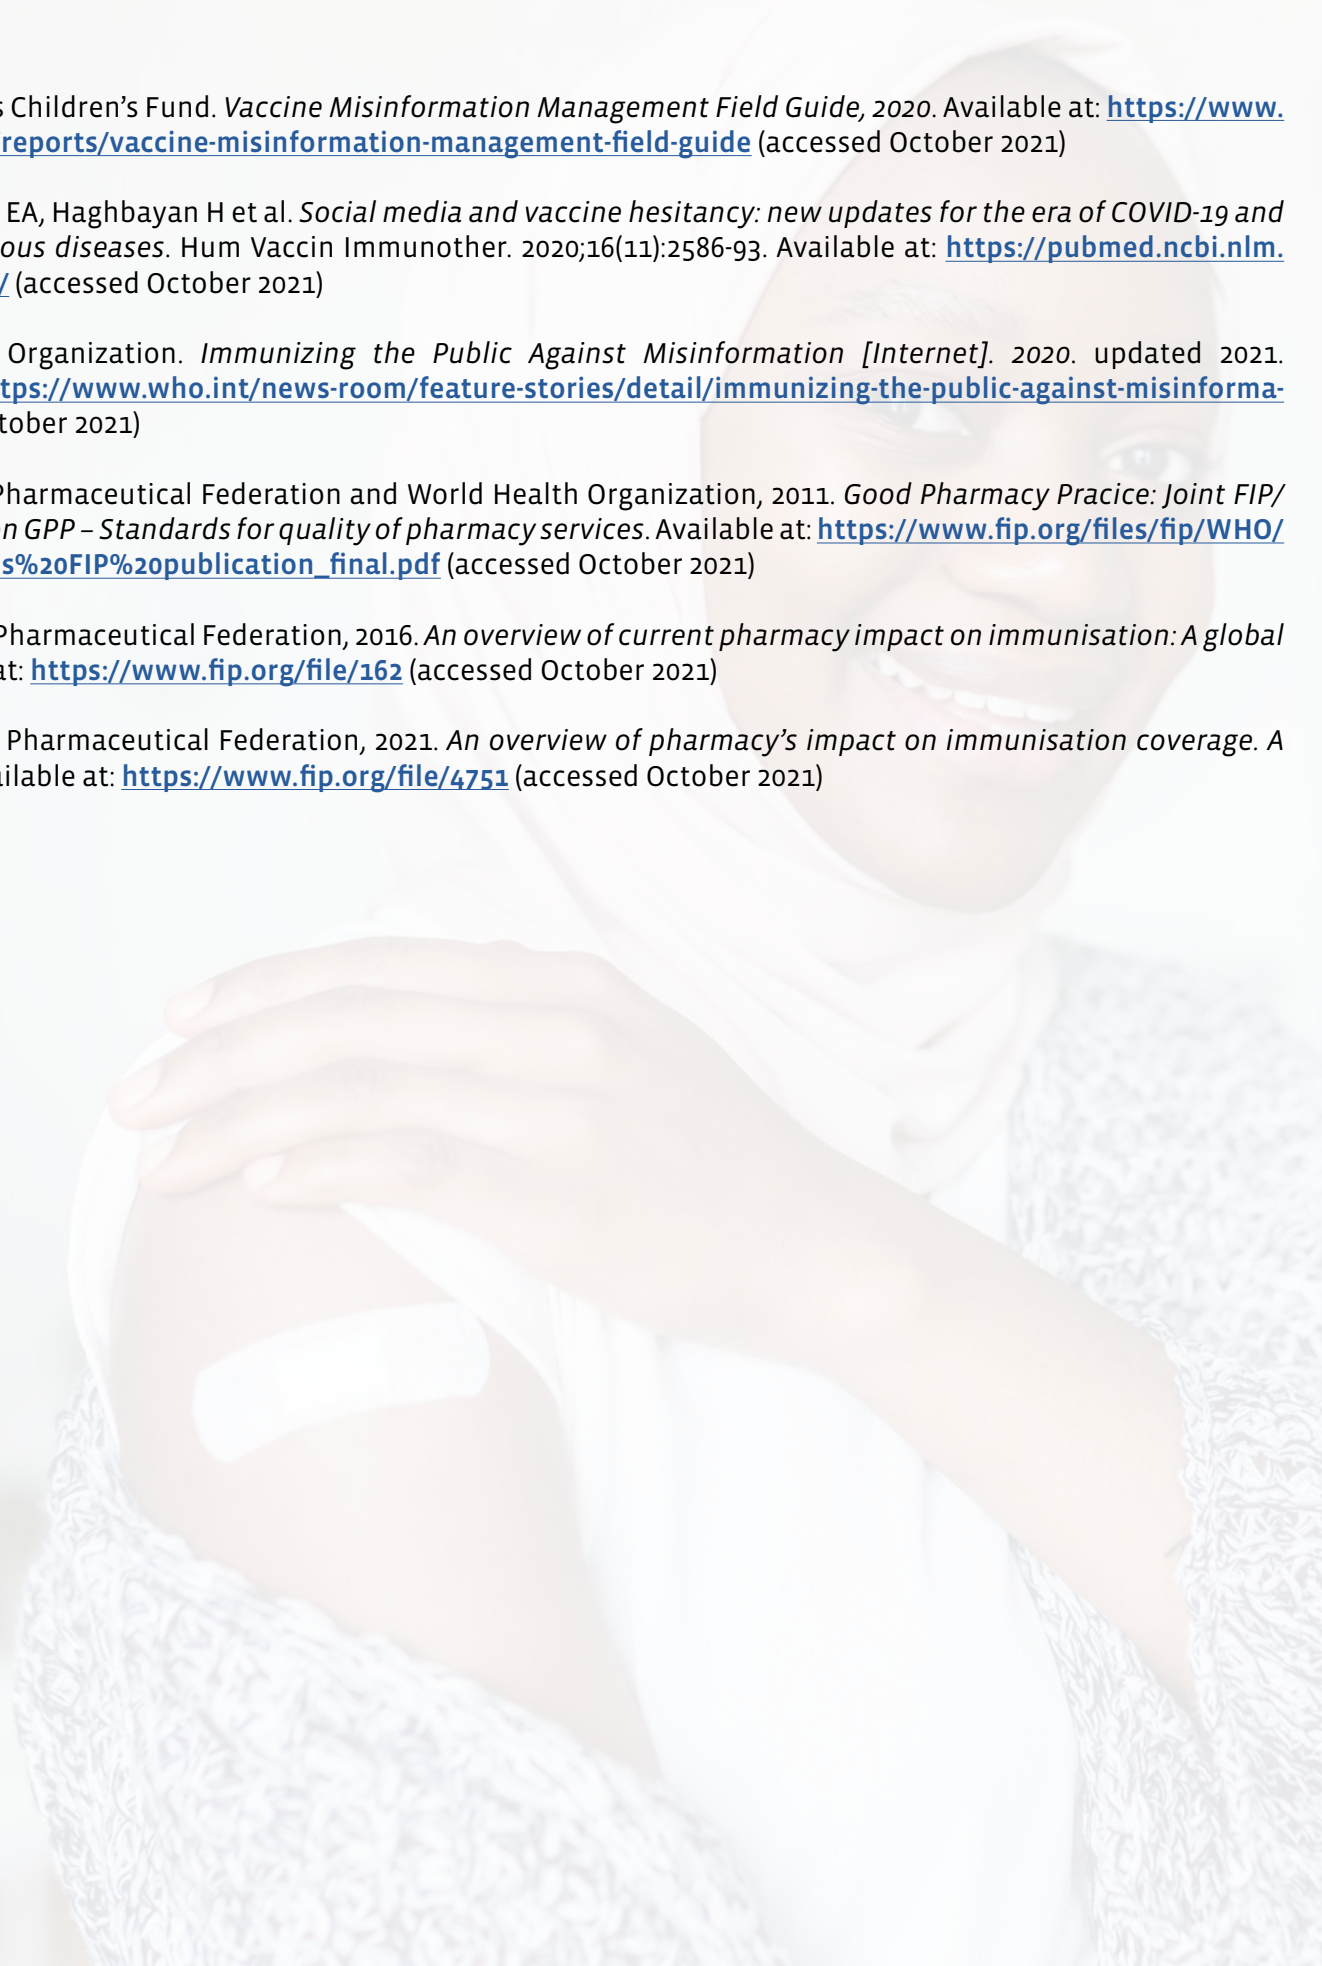 s Children’s Fund. Vaccine Misinformation Management Field Guide, 2020. Available at: https://www.
reports/vaccine-misinformation-management-field-guide (accessed October 2021)
EA, Haghbayan H et al. Social media and vaccine hesitancy: new updates for the era of COVID-19 and
ous diseases. Hum Vaccin Immunother. 2020;16(11):2586-93. Available at: https://pubmed.ncbi.nlm.
/ (accessed October 2021)
Organization. Immunizing the Public Against Misinformation [Internet]. 2020. updated 2021.
tps://www.who.int/news-room/feature-stories/detail/immunizing-the-public-against-misinforma-
tober 2021)
Pharmaceutical Federation and World Health Organization, 2011. Good Pharmacy Pracice: Joint FIP/
n GPP – Standards for quality of pharmacy services. Available at: https://www.fip.org/files/fip/WHO/
s%20FIP%20publication_final.pdf (accessed October 2021)
Pharmaceutical Federation, 2016. An overview of current pharmacy impact on immunisation: A global
at: https://www.fip.org/file/162 (accessed October 2021)
Pharmaceutical Federation, 2021. An overview of pharmacy’s impact on immunisation coverage. A
ilable at: https://www.fip.org/file/4751 (accessed October 2021)